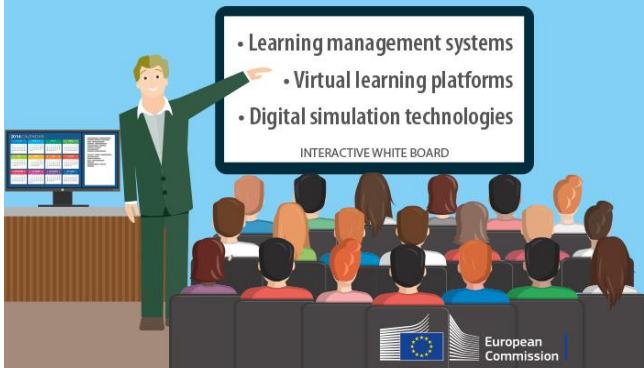 • Learning management systems
• Virtual learning platforms
• Digital simulation technologies
INTERACTIVE WHITE BOARD
European
Commission